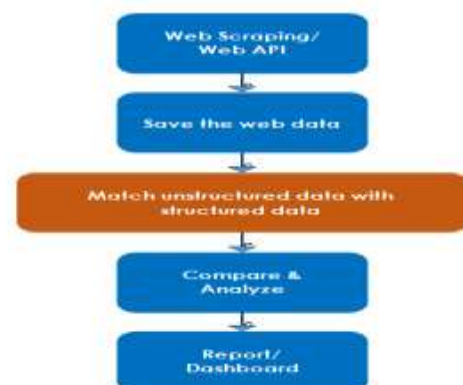 Web Scraping/
Web API
Save the web data
Match unstructured data with
structured data
Compare &
Analyze
Report/
Dashboard